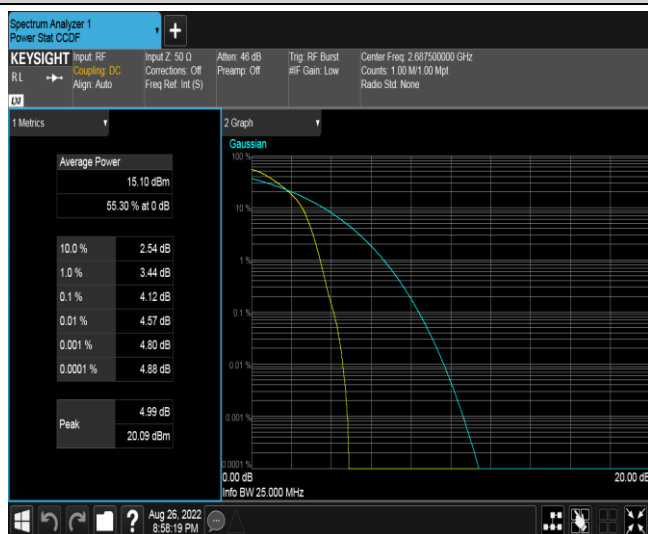 Spectrum Analyzer 1
Power Stat CCDF
KEYSIGHT
RL
LXI
Input: RF
Coupling: DC
Align: Auto
Input Z: 50 Ω
Corrections: Off
Freq Ref: Int (S)
Atten: 46 dB
Preamp: Off
Trig: RF Burst
#IF Gain: Low
Center Freq: 2.687500000 GHz
Counts: 1.00 M/1.00 Mpt
Radio Std: None
1 Metrics
Average Power
15.10 dBm
55.30 % at 0 dB
10.0 % 2.54 dB
1.0 % 3.44 dB
0.1 % 4.12 dB
0.01 % 4.57 dB
0.001 % 4.80 dB
0.0001 % 4.88 dB
Peak
4.99 dB
20.09 dBm
2 Graph
Gaussian
100 %
10 %
1 %
0.1 %
0.01 %
0.001 %
0.0001 %
0.00 dB
20.00 dB
Info BW 25.000 MHz
Aug 26, 2022
8:58:19 PM